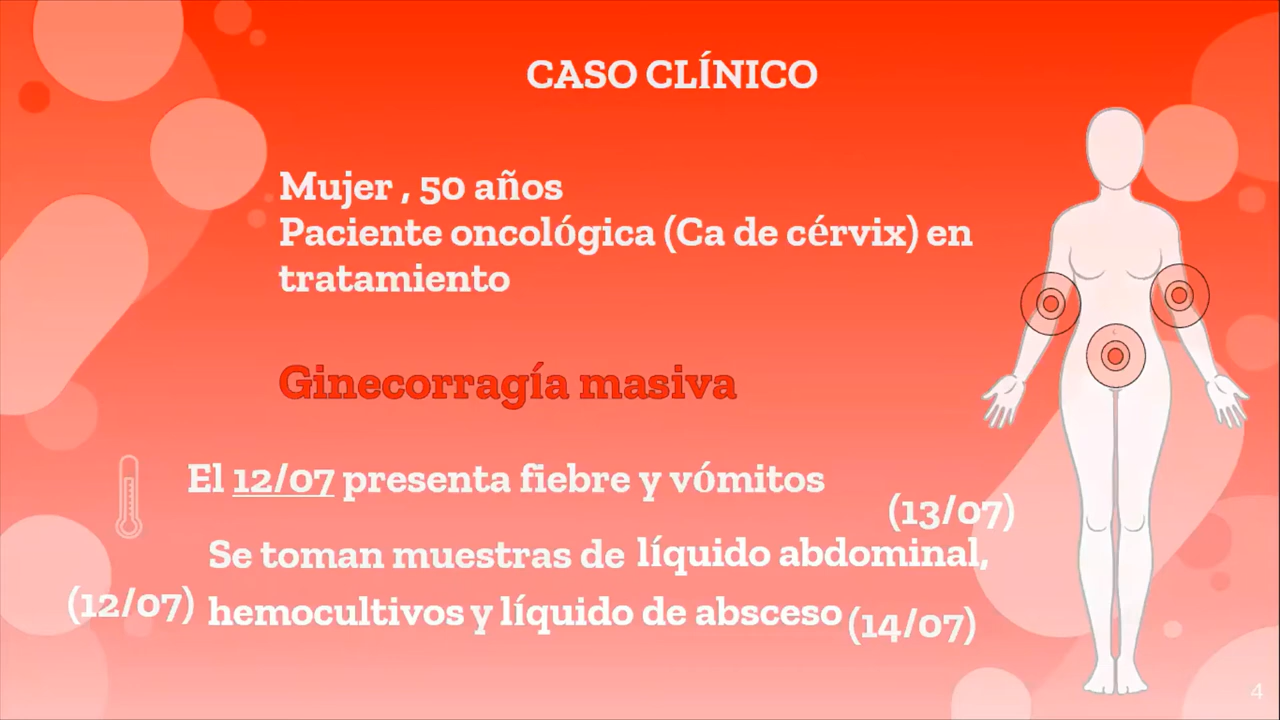 CASO CLÍNICO
Mujer , 50 años
Paciente oncológica (Ca de cérvix) en
tratamiento
Ginecorragía masiva
El 12/07 presenta fiebre y vómitos
(13/07)
Se toman muestras de líquido abdominal,
(12/07) hemocultivos y líquido de absceso (14/07)
4